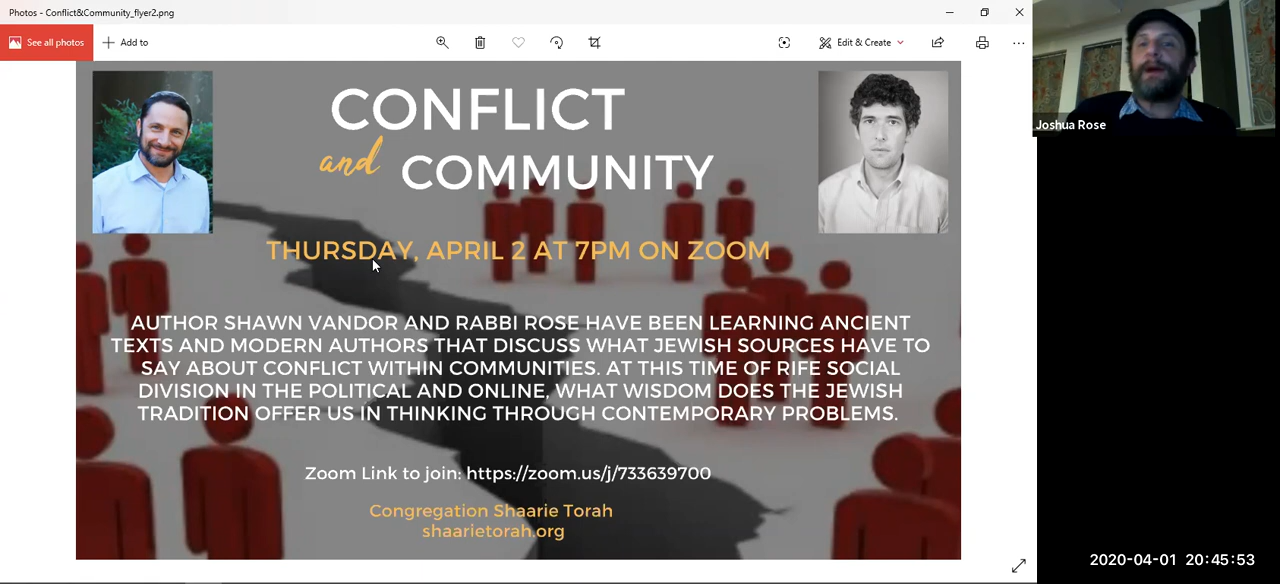 Photos - Conflict&Community_flyer2.png
See all photos
Add to
Edit & Create
Joshua Rose
CONFLICT
and COMMUNITY
THURSDAY, APRIL 2 AT 7PM ON ZOOM
AUTHOR SHAWN VANDOR AND RABBI ROSE HAVE BEEN LEARNING ANCIENT
TEXTS AND MODERN AUTHORS THAT DISCUSS WHAT JEWISH SOURCES HAVE TO
SAY ABOUT CONFLICT WITHIN COMMUNITIES. AT THIS TIME OF RIFE SOCIAL
DIVISION IN THE POLITICAL AND ONLINE, WHAT WISDOM DOES THE JEWISH
TRADITION OFFER US IN THINKING THROUGH CONTEMPORARY PROBLEMS.
Zoom Link to join: https://zoom.us/j/733639700
Congregation Shaarie Torah
shaarietorah.org
2020-04-01 20:45:53